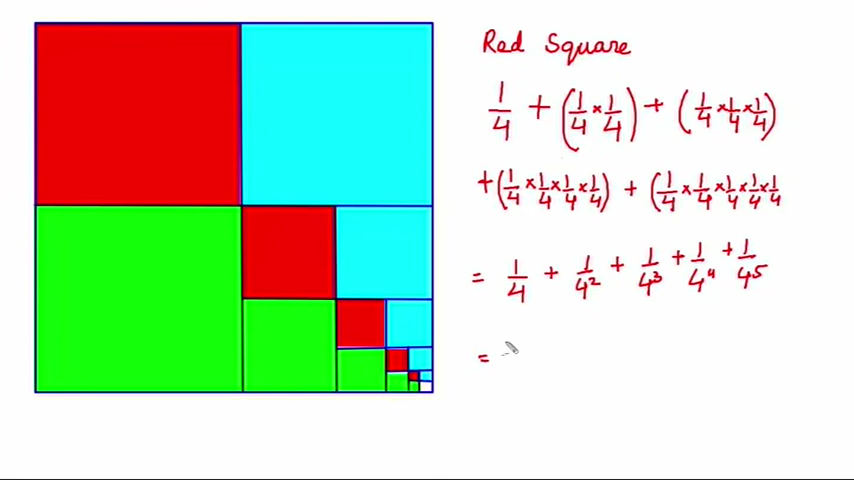 Red Square
1/4 + (1/4 × 1/4) + (1/4 × 1/4 × 1/4)
+ (1/4 × 1/4 × 1/4 × 1/4) + (1/4 × 1/4 × 1/4 × 1/4 × 1/4
= 1/4 + 1/4² + 1/4³ + 1/4⁴ + 1/4⁵
=